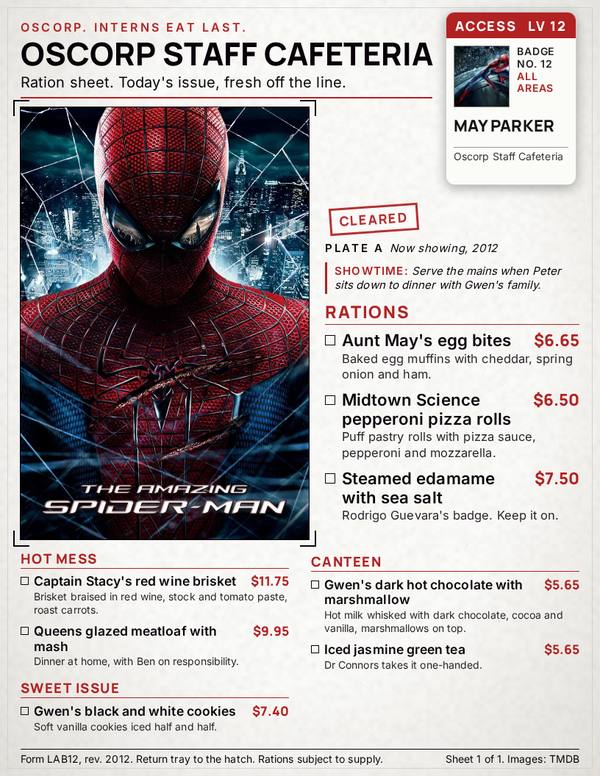 OSCORP. INTERNS EAT LAST.
OSCORP STAFF CAFETERIA
Ration sheet. Today's issue, fresh off the line.
ACCESS LV 12
BADGE
NO. 12
ALL
AREAS
MAY PARKER
Oscorp Staff Cafeteria
THE AMAZING
SPIDER-MAN
CLEARED
PLATE A Now showing, 2012
SHOWTIME: Serve the mains when Peter
sits down to dinner with Gwen's family.
RATIONS
Aunt May's egg bites $6.65
Baked egg muffins with cheddar, spring
onion and ham.
Midtown Science $6.50
pepperoni pizza rolls
Puff pastry rolls with pizza sauce,
pepperoni and mozzarella.
Steamed edamame $7.50
with sea salt
Rodrigo Guevara's badge. Keep it on.
HOT MESS
Captain Stacy's red wine brisket $11.75
Brisket braised in red wine, stock and tomato paste,
roast carrots.
Queens glazed meatloaf with $9.95
mash
Dinner at home, with Ben on responsibility.
SWEET ISSUE
Gwen's black and white cookies $7.40
Soft vanilla cookies iced half and half.
CANTEEN
Gwen's dark hot chocolate with $5.65
marshmallow
Hot milk whisked with dark chocolate, cocoa and
vanilla, marshmallows on top.
Iced jasmine green tea $5.65
Dr Connors takes it one-handed.
Form LAB12, rev. 2012. Return tray to the hatch. Rations subject to supply. Sheet 1 of 1. Images: TMDB